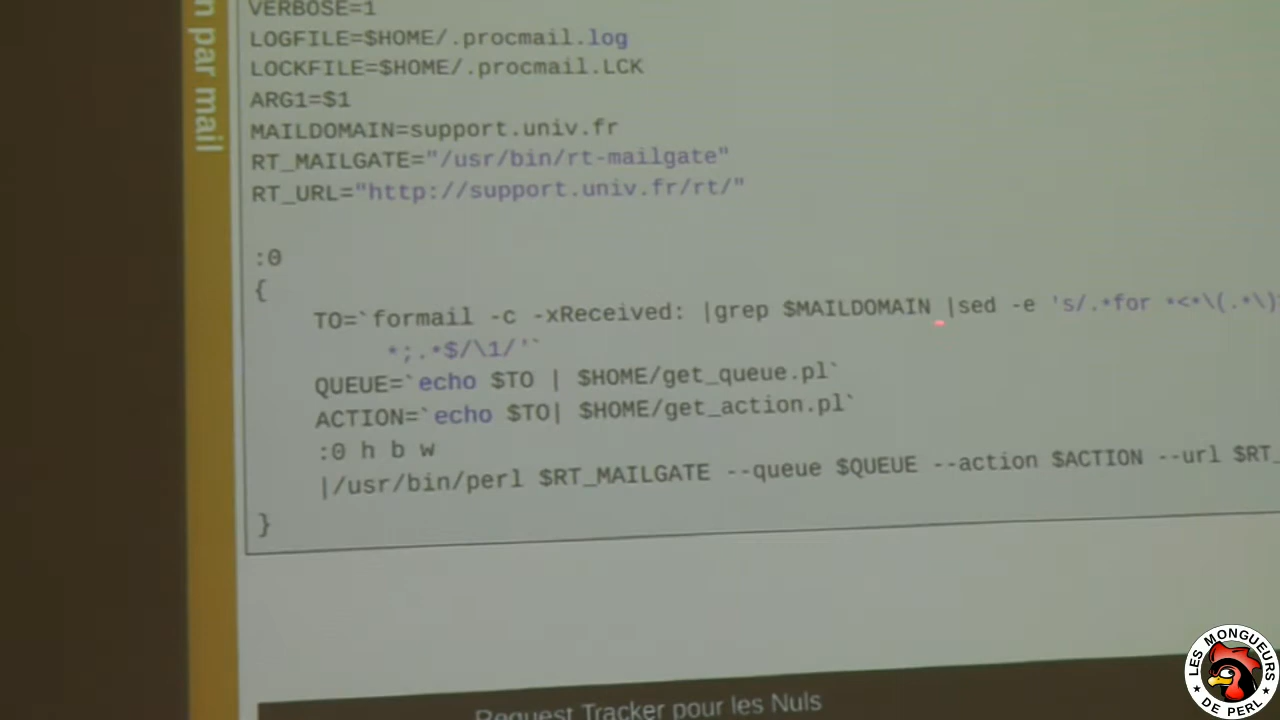 n par mail
VERBOSE=1
LOGFILE=$HOME/.procmail.log
LOCKFILE=$HOME/.procmail.LCK
ARG1=$1
MAILDOMAIN=support.univ.fr
RT_MAILGATE="/usr/bin/rt-mailgate"
RT_URL="http://support.univ.fr/rt/"
:0
{
TO=`formail -c -xReceived: |grep $MAILDOMAIN |sed -e 's/.*for *<*\(.*\)
*;.*$/\1/'`
QUEUE=`echo $TO | $HOME/get_queue.pl`
ACTION=`echo $TO| $HOME/get_action.pl`
:0 h b w
|/usr/bin/perl $RT_MAILGATE --queue $QUEUE --action $ACTION --url $RT_
}
Request Tracker pour les Nuls
LES MONGUEURS
DE PERL